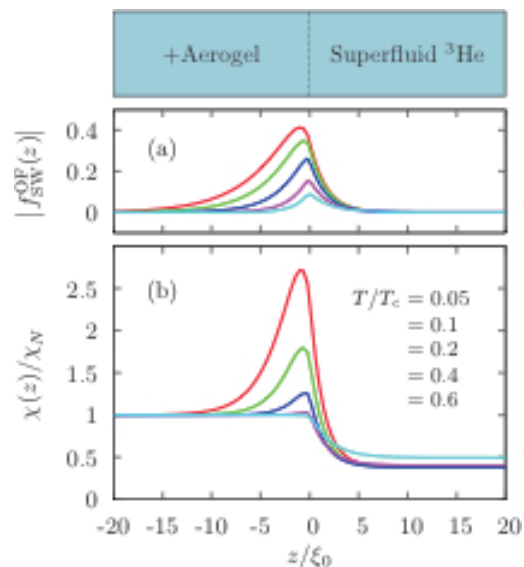 +Aerogel Superfluid ³He
(a)
|f_SW^OF(z)|
0.4
0.2
0
(b)
χ(z)/χ_N
2.5
2
1.5
1
0.5
0
T/T_c = 0.05
= 0.1
= 0.2
= 0.4
= 0.6
-20 -15 -10 -5 0 5 10 15 20
z/ξ_0